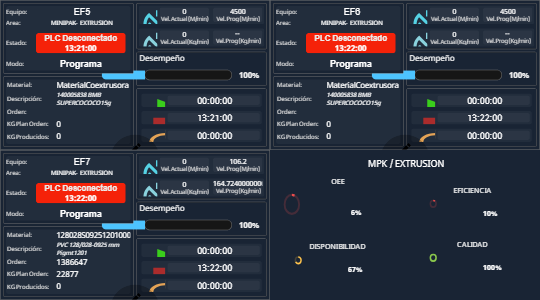 Equipo: EF5
Area: MINIPAK- EXTRUSION
Estado: PLC Desconectado
13:21:00
Modo: Programa
Material: MaterialCoextrusora
Descripción: 140005838 BMB
SUPERCOCOCO15g
Orden:
KG Plan Orden: 0
KG Producidos: 0
0
Vel.Actual [M/min)
4500
Vel.Prog[M/min]
0
Vel.Actual [KG/min)
--
Vel.Prog[KG/min]
Desempeño
100%
00:00:00
13:21:00
00:00:00
Equipo: EF6
Area: MINIPAK- EXTRUSION
Estado: PLC Desconectado
13:22:00
Modo: Programa
Material: MaterialCoextrusora
Descripción: 140005838 BMB
SUPERCOCOCO15g
Orden:
KG Plan Orden: 0
KG Producidos: 0
0
Vel.Actual [M/min)
4500
Vel.Prog[M/min]
0
Vel.Actual [KG/min)
--
Vel.Prog[KG/min]
Desempeño
100%
00:00:00
13:22:00
00:00:00
Equipo: EF7
Area: MINIPAK- EXTRUSION
Estado: PLC Desconectado
13:22:00
Modo: Programa
Material: 128028S09251201000
Descripción: PVC 128/028-0925 mm
Pigmt1201
Orden: 1386647
KG Plan Orden: 22877
KG Producidos: 0
0
Vel.Actual [M/min)
106.2
Vel.Prog[M/min]
0
Vel.Actual [KG/min)
164.7240000000
Vel.Prog[KG/min]
Desempeño
100%
00:00:00
13:22:00
00:00:00
MPK / EXTRUSION
OEE
6%
EFICIENCIA
10%
DISPONIBILIDAD
67%
CALIDAD
100%